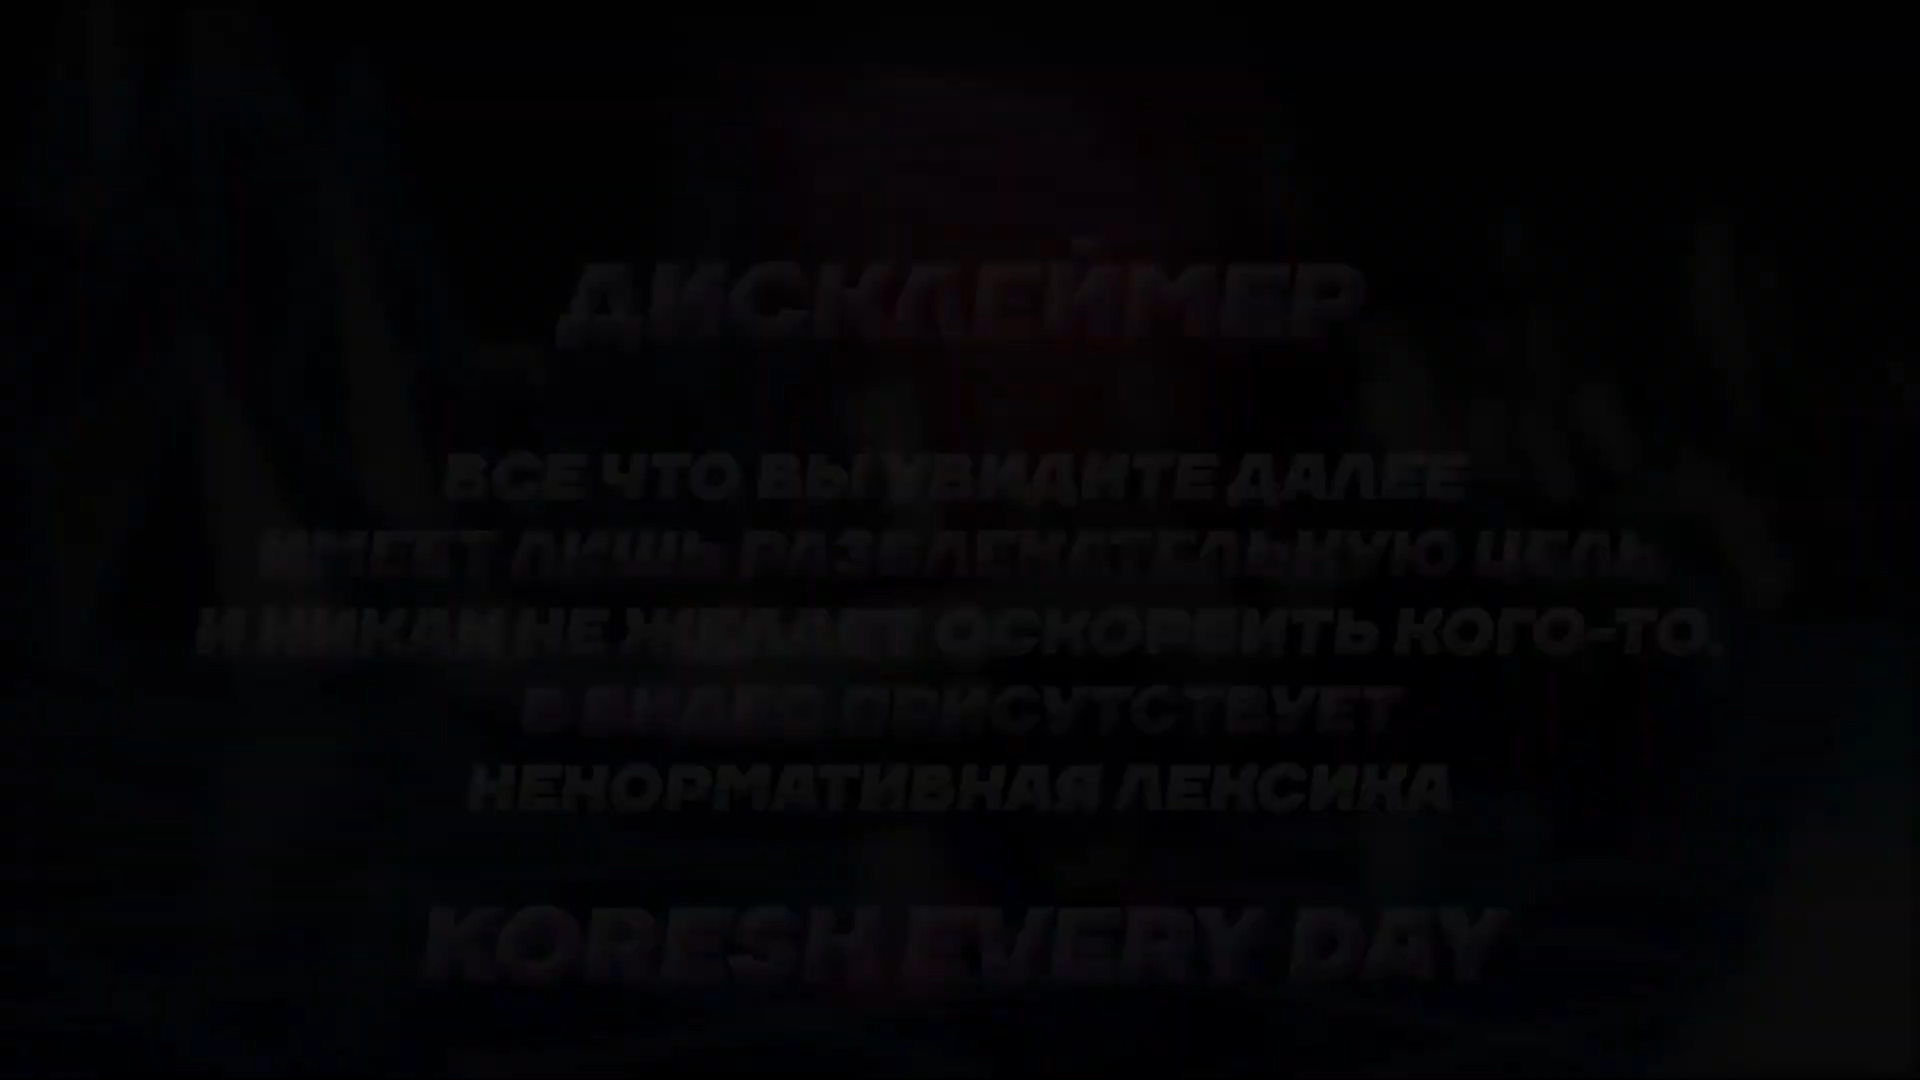 ДИСКЛЕЙМЕР
ВСЕ ЧТО ВЫ УВИДИТЕ ДАЛЕЕ
ИМЕЕТ ЛИШЬ РАЗВЛЕКАТЕЛЬНУЮ ЦЕЛЬ
И НИКАК НЕ ЖЕЛАЕТ ОСКОРБИТЬ КОГО-ТО.
В ВИДЕО ПРИСУТСТВУЕТ
НЕНОРМАТИВНАЯ ЛЕКСИКА
KORESH EVERY DAY